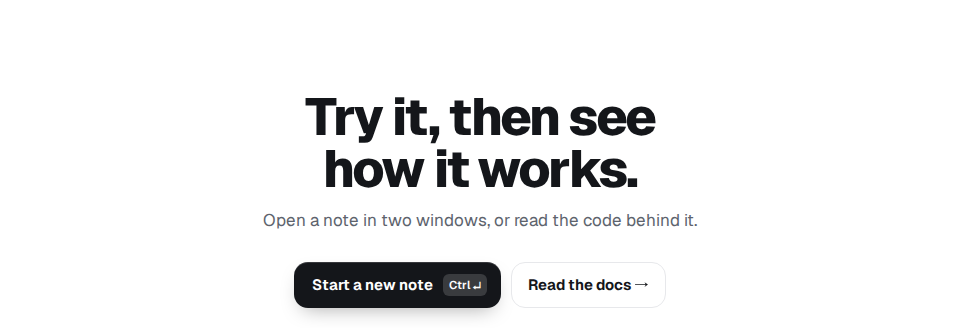 Try it, then see
how it works.
Open a note in two windows, or read the code behind it.
Start a new note Ctrl↵
Read the docs →